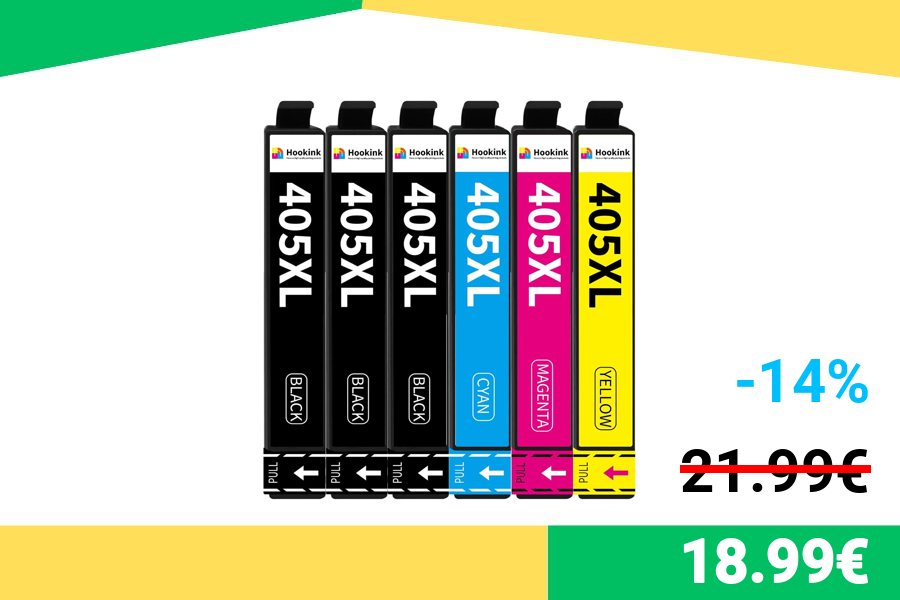 Hookink
Hookink
Hookink
Hookink
Hookink
Hookink
405XL
405XL
405XL
405XL
405XL
405XL
BLACK
BLACK
BLACK
CYAN
MAGENTA
YELLOW
PULL
PULL
PULL
PULL
PULL
PULL
-14%
21.99€
18.99€